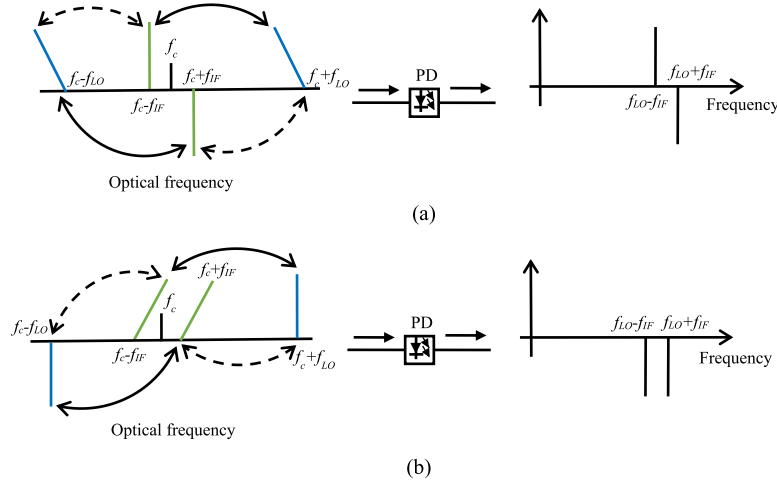 f_c
PD
f_c-f_LO
f_c+f_IF
f_c+f_LO
f_LO+f_IF
f_c-f_IF
f_LO-f_IF
Frequency
Optical frequency
(a)
f_c+f_IF
f_c
f_c-f_LO
PD
f_LO-f_IF
f_LO+f_IF
f_c-f_IF
f_c+f_LO
Frequency
Optical frequency
(b)